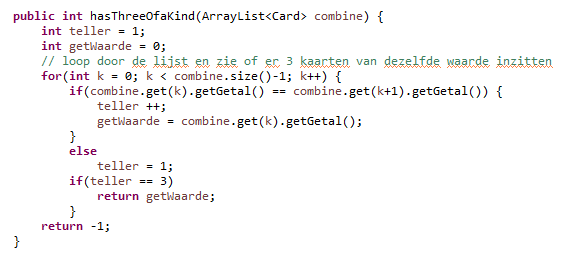 public int hasThreeOfaKind(ArrayList<Card> combine) {
    int teller = 1;
    int getWaarde = 0;
    // loop door de lijst en zie of er 3 kaarten van dezelfde waarde inzitten
    for(int k = 0; k < combine.size()-1; k++) {
        if(combine.get(k).getGetal() == combine.get(k+1).getGetal()) {
            teller ++;
            getWaarde = combine.get(k).getGetal();
        }
        else
            teller = 1;
        if(teller == 3)
            return getWaarde;
        }
    return -1;
}